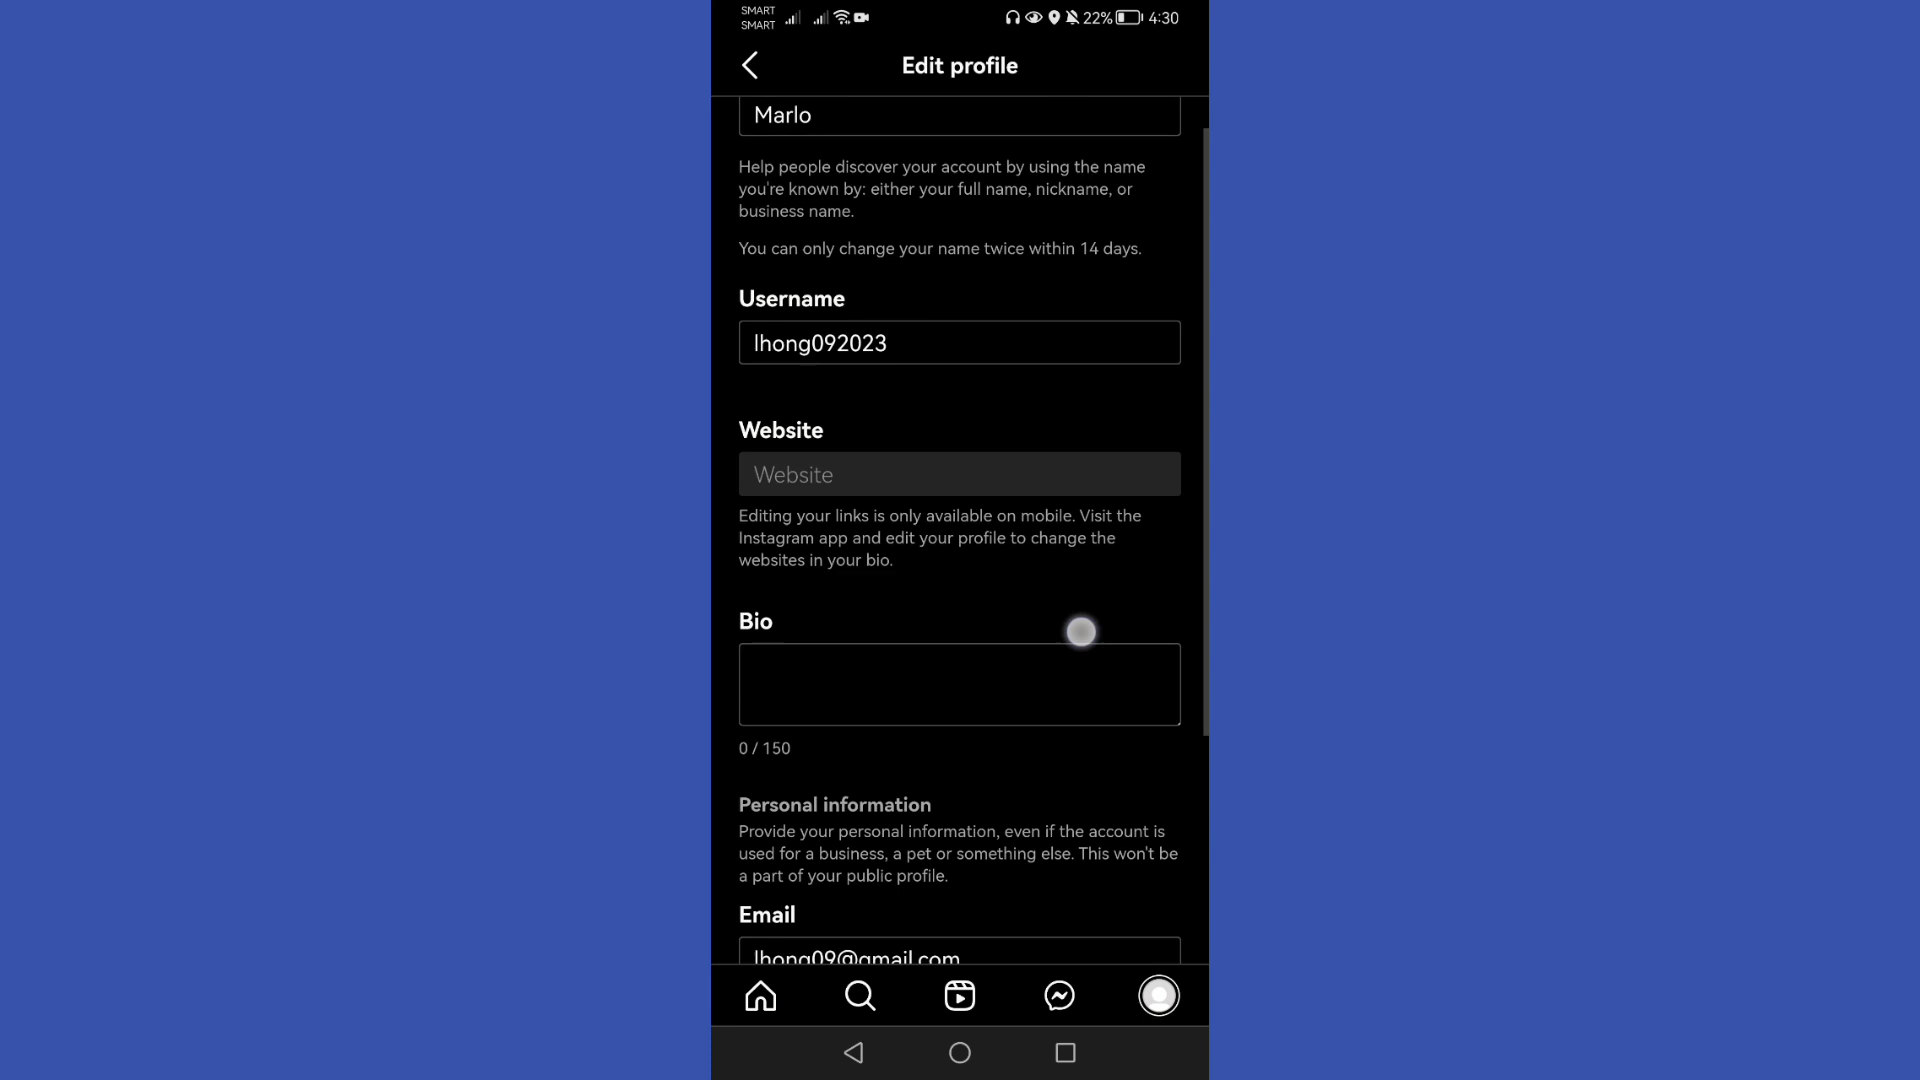 SMART
SMART
22% 4:30
Edit profile
Marlo
Help people discover your account by using the name
you're known by: either your full name, nickname, or
business name.
You can only change your name twice within 14 days.
Username
lhong092023
Website
Website
Editing your links is only available on mobile. Visit the
Instagram app and edit your profile to change the
websites in your bio.
Bio
0 / 150
Personal information
Provide your personal information, even if the account is
used for a business, a pet or something else. This won't be
a part of your public profile.
Email
lhong09@gmail.com